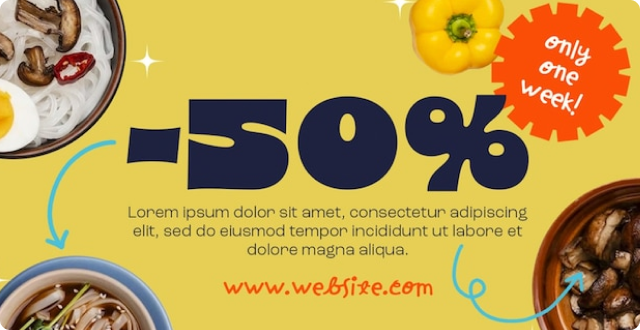 only
one
week!
-50%
Lorem ipsum dolor sit amet, consectetur adipiscing
elit, sed do eiusmod tempor incididunt ut labore et
dolore magna aliqua.
www.website.com